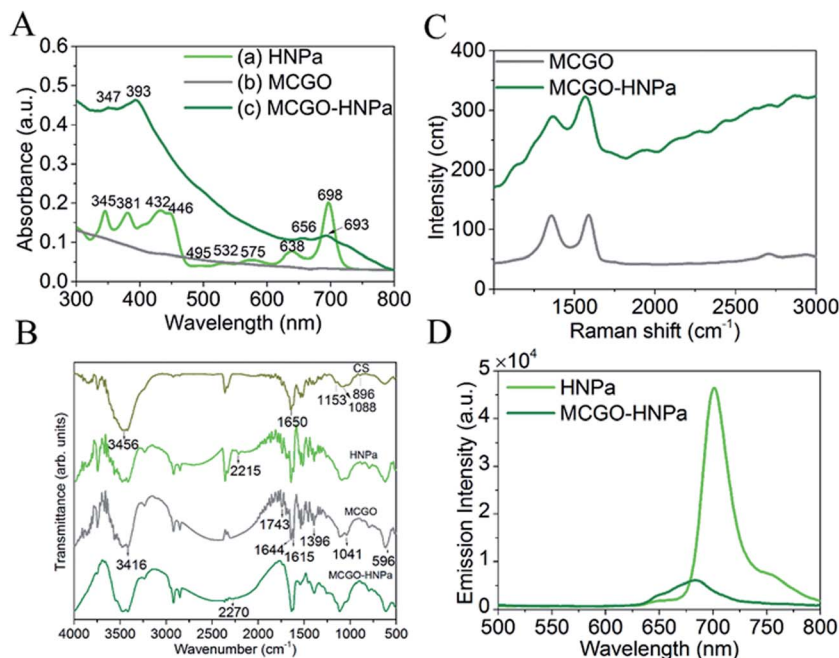 A
(a) HNPa
(b) MCGO
(c) MCGO-HNPa
347
393
345
381
432
446
495
532
575
638
656
698
693
Absorbance (a.u.)
0.6
0.5
0.4
0.3
0.2
0.1
0.0
300 400 500 600 700 800
Wavelength (nm)
C
MCGO
MCGO-HNPa
Intensity (cnt)
400
300
200
100
0
1500 2000 2500 3000
Raman shift (cm-1)
B
CS
1153
896
1088
1650
3456
HNPa
2215
MCGO
1743
1644
1615
1396
1041
596
3416
MCGO-HNPa
2270
Transmittance (arb. units)
4000 3500 3000 2500 2000 1500 1000 500
Wavenumber (cm-1)
D
×10⁴
HNPa
MCGO-HNPa
Emission Intensity (a.u.)
5
4
3
2
1
0
500 550 600 650 700 750 800
Wavelength (nm)